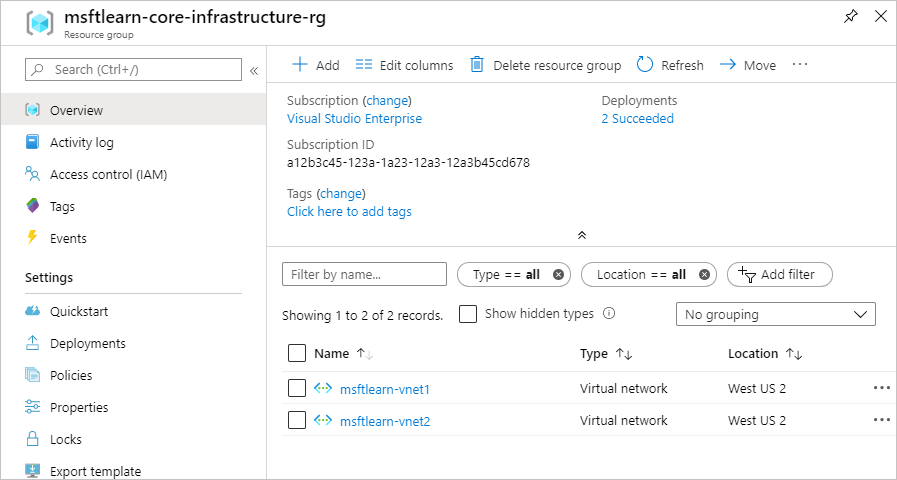 msftlearn-core-infrastructure-rg
Resource group
Search (Ctrl+/)
Overview
Activity log
Access control (IAM)
Tags
Events
Settings
Quickstart
Deployments
Policies
Properties
Locks
Export template
Add
Edit columns
Delete resource group
Refresh
Move
Subscription (change)
Visual Studio Enterprise
Deployments
2 Succeeded
Subscription ID
a12b3c45-123a-1a23-12a3-12a3b45cd678
Tags (change)
Click here to add tags
Filter by name...
Type == all
Location == all
Add filter
Showing 1 to 2 of 2 records.
Show hidden types
No grouping
Name Type Location
msftlearn-vnet1 Virtual network West US 2
msftlearn-vnet2 Virtual network West US 2